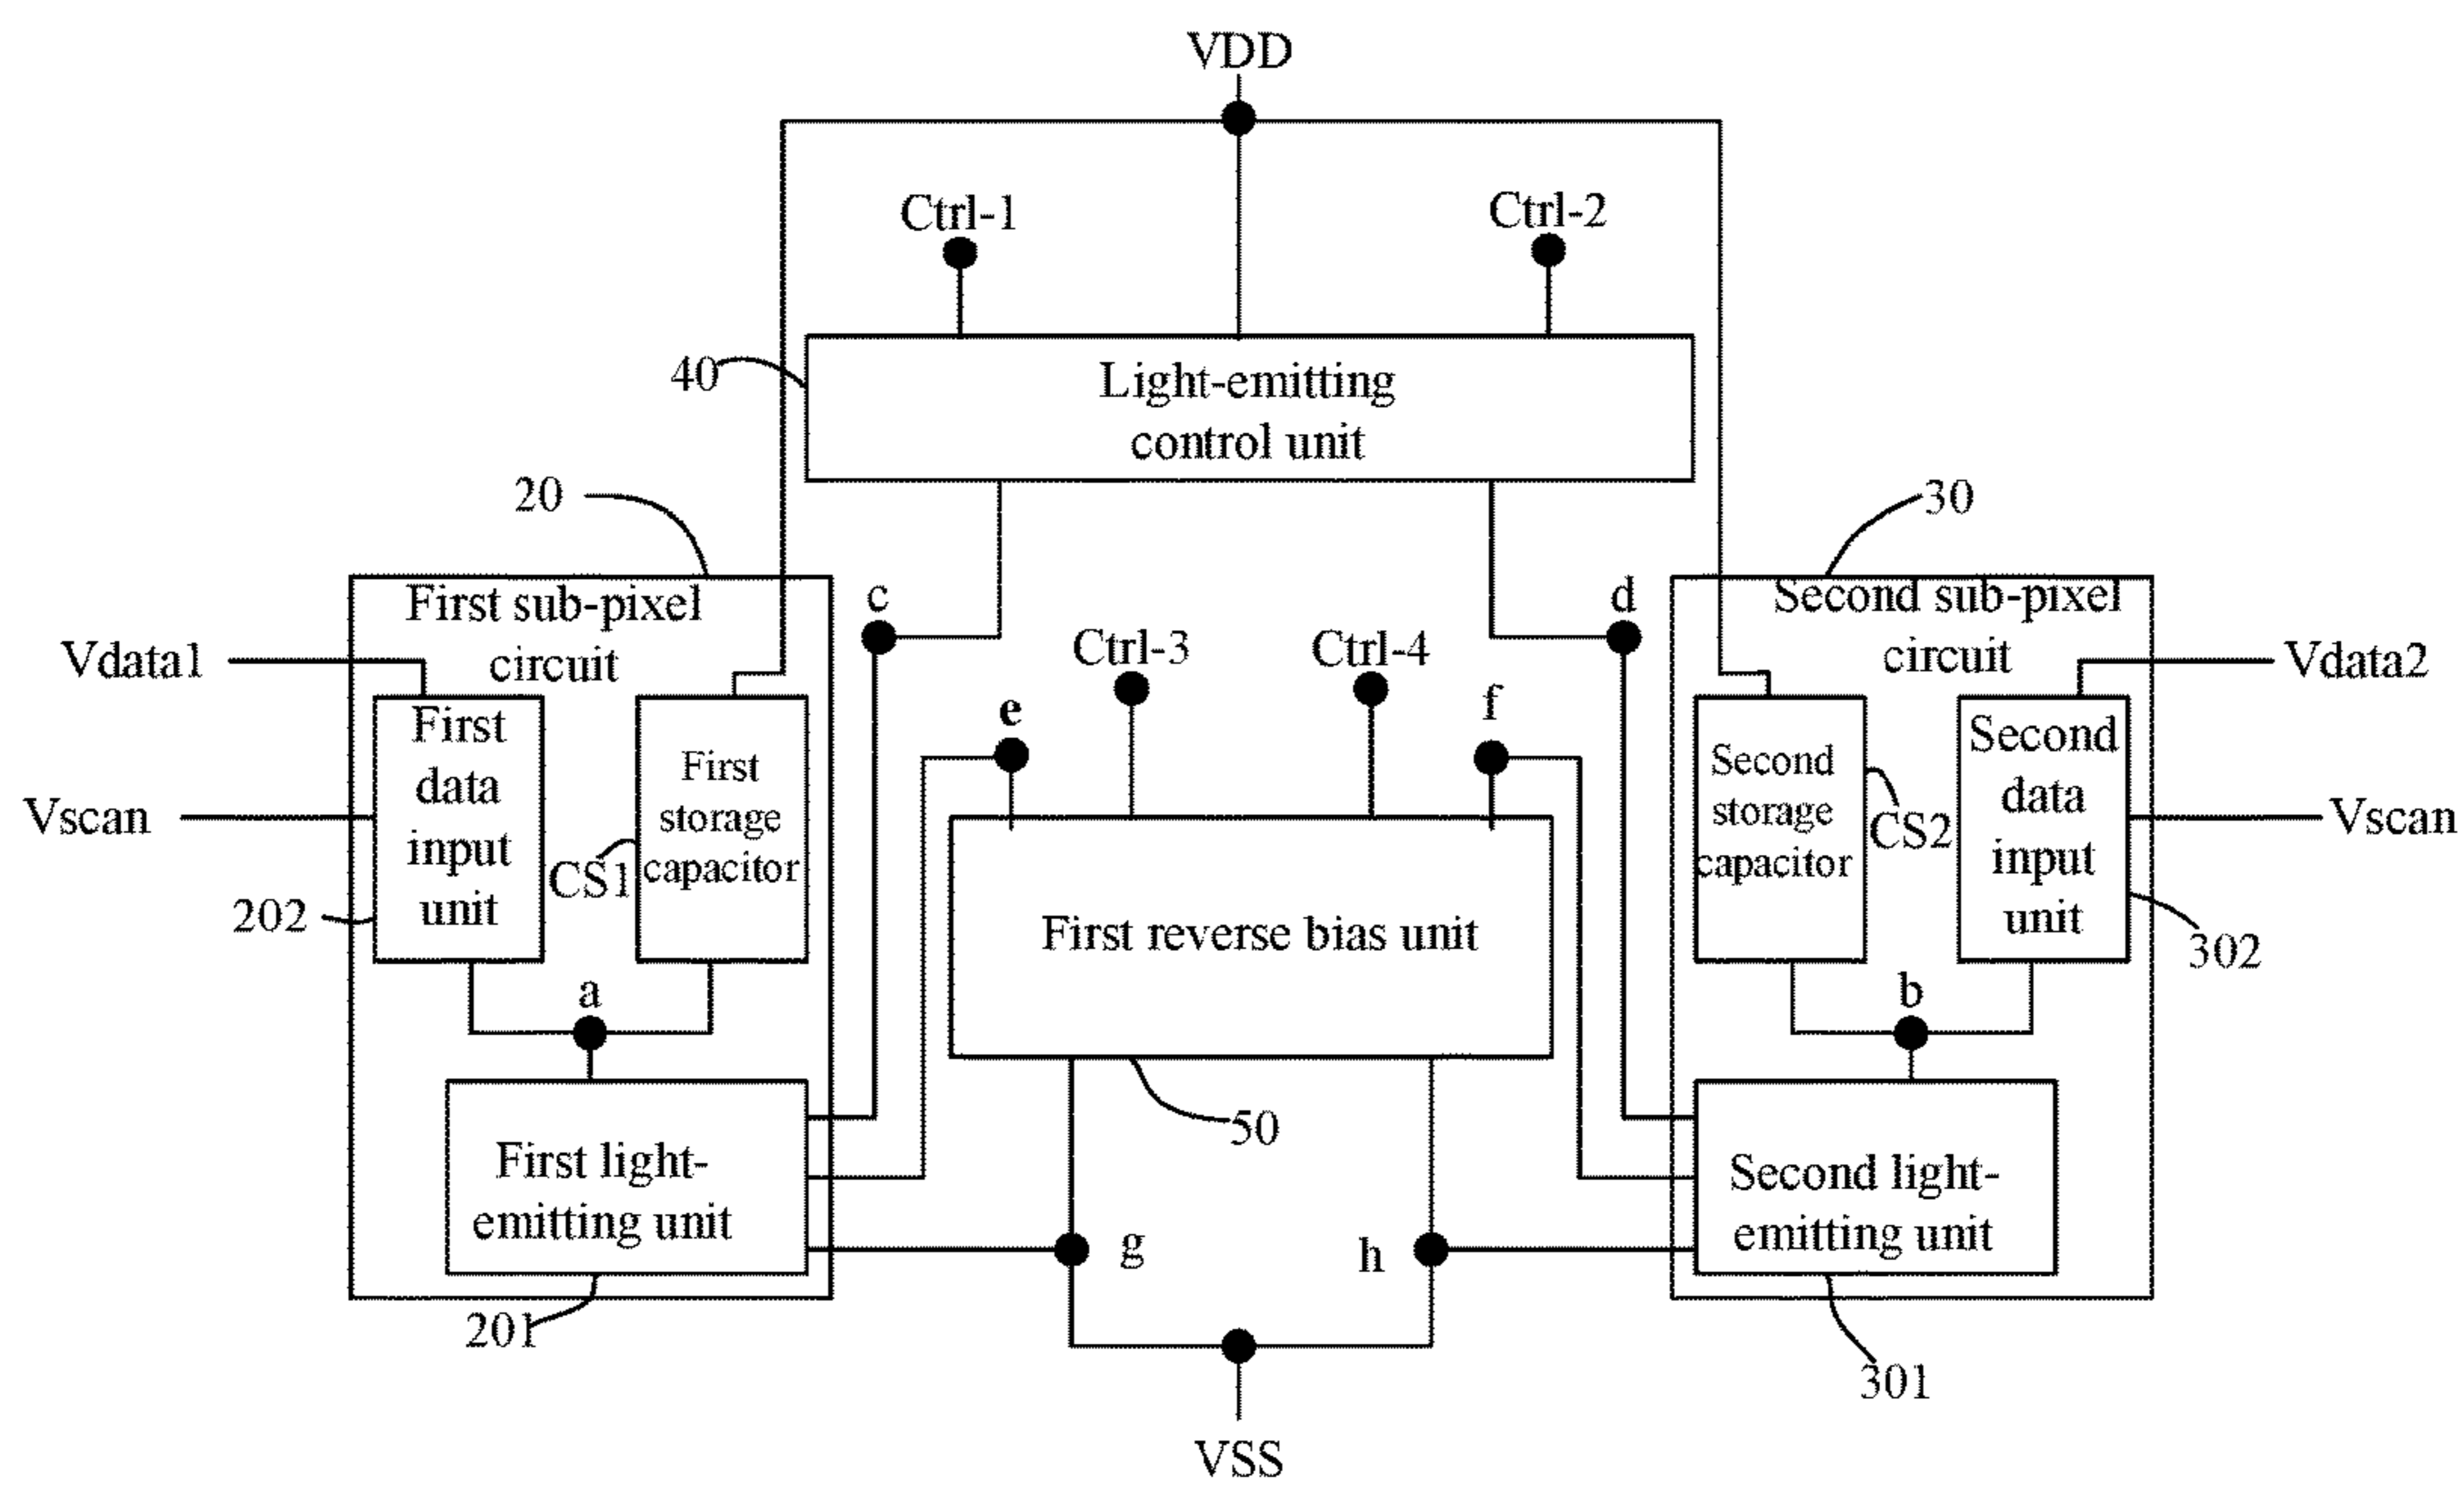 VDD
Ctrl-1
Ctrl-2
40
Light-emitting
control unit
20
30
First sub-pixel
circuit
c
d
Second sub-pixel
circuit
Vdata1
Ctrl-3
Ctrl-4
Vdata2
e
f
First
data
input
unit
First
storage
capacitor
Second
storage
capacitor
Second
data
input
unit
Vscan
CS1
CS2
Vscan
202
First reverse bias unit
302
a
b
50
First light-
emitting unit
g
h
Second light-
emitting unit
201
301
VSS